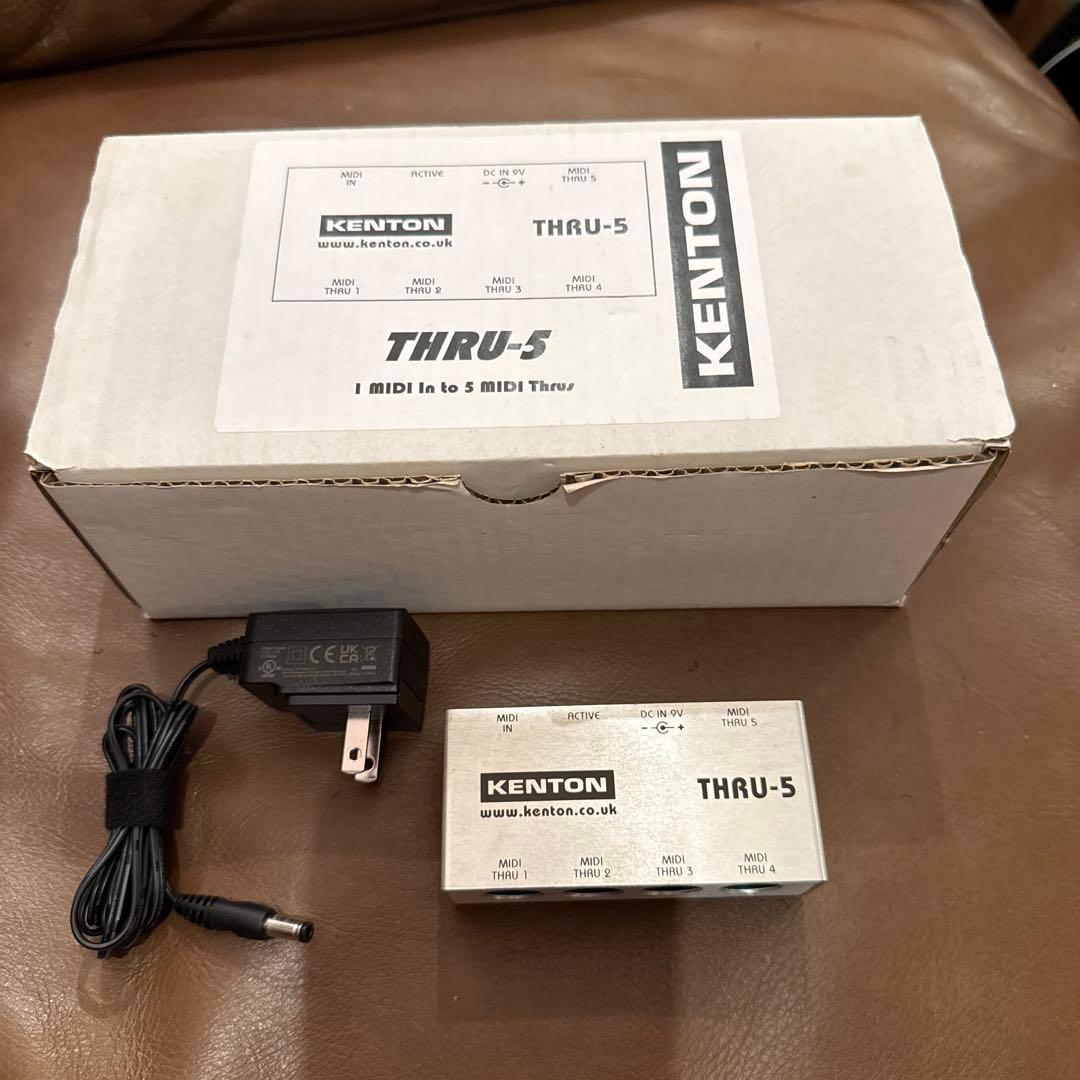 MIDI IN
ACTIVE
DC IN 9V
- +
MIDI THRU 5
KENTON
www.kenton.co.uk
THRU-5
MIDI THRU 1
MIDI THRU 2
MIDI THRU 3
MIDI THRU 4
THRU-5
1 MIDI In to 5 MIDI Thrus
KENTON
CE
UK
CA
MIDI IN
ACTIVE
DC IN 9V
- +
MIDI THRU 5
KENTON
www.kenton.co.uk
THRU-5
MIDI THRU 1
MIDI THRU 2
MIDI THRU 3
MIDI THRU 4